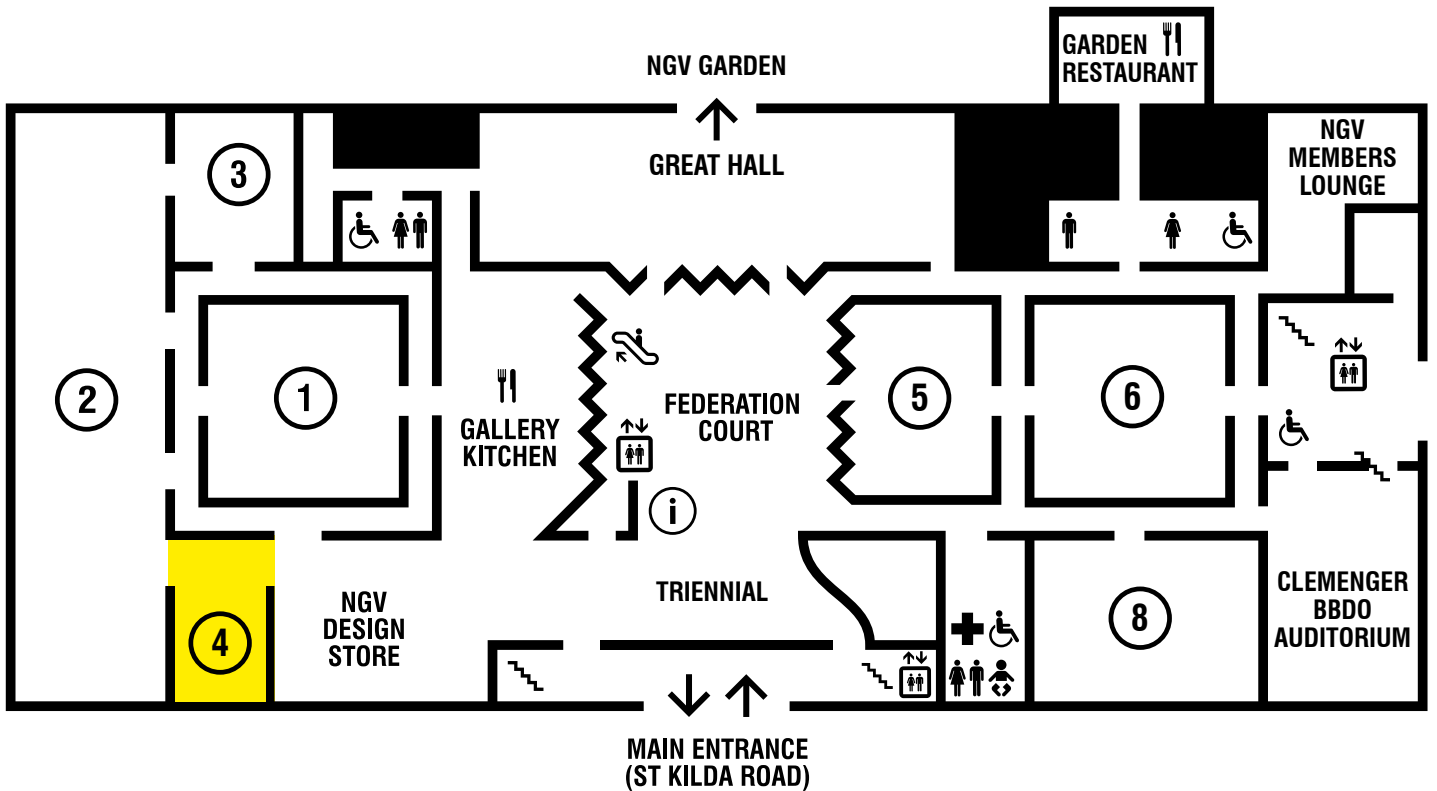 GARDEN
RESTAURANT
NGV GARDEN
GREAT HALL
NGV
MEMBERS
LOUNGE
3
2
1
GALLERY
KITCHEN
FEDERATION
COURT
5
6
i
4
NGV
DESIGN
STORE
TRIENNIAL
8
CLEMENGER
BBDO
AUDITORIUM
MAIN ENTRANCE
(ST KILDA ROAD)